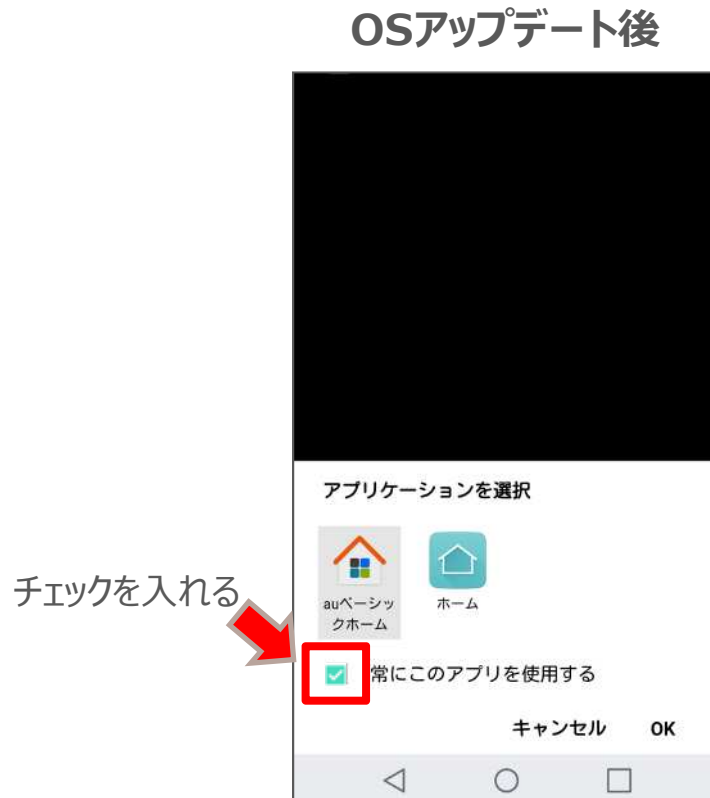 OSアップデート後
アプリケーションを選択
auベーシッ
クホーム
ホーム
チェックを入れる
常にこのアプリを使用する
キャンセル OK